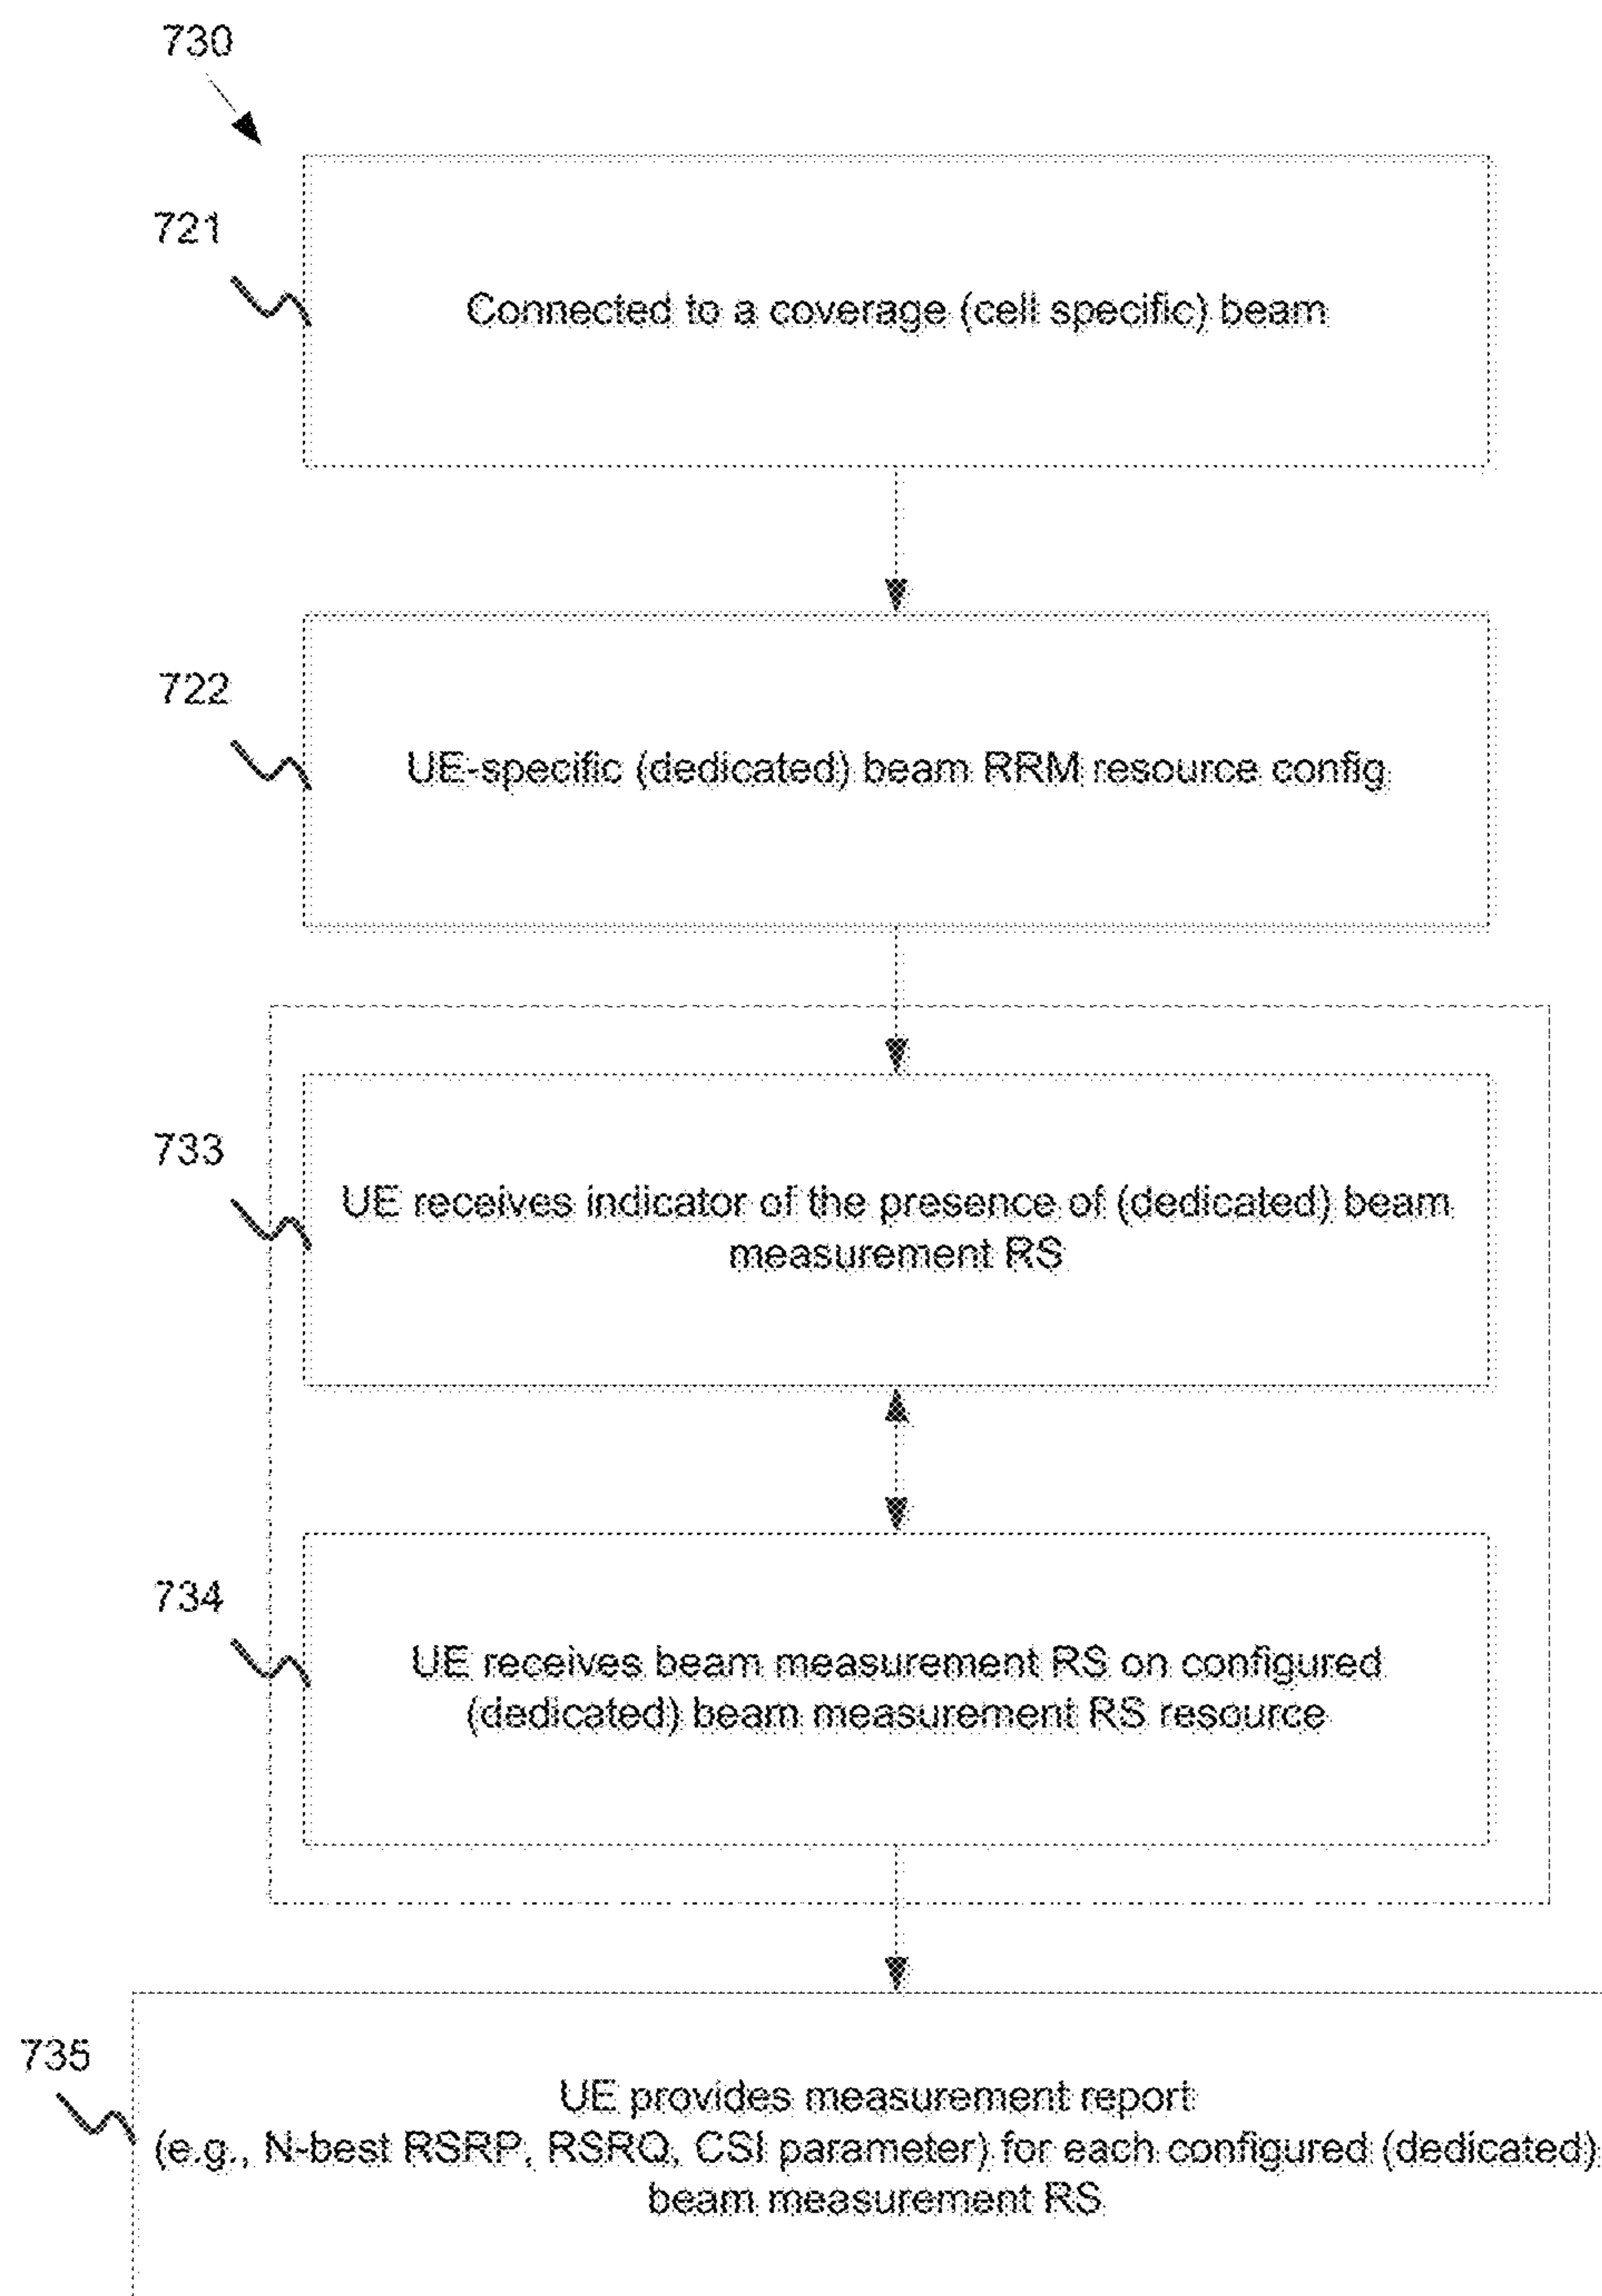 730
721
Connected to a coverage (cell specific) beam
722
UE-specific (dedicated) beam RRM resource config
733
UE receives indicator of the presence of (dedicated) beam
measurement RS
734
UE receives beam measurement RS on configured
(dedicated) beam measurement RS resource
735
UE provides measurement report
(e.g., N-best RSRP, RSRQ, CSI parameter) for each configured (dedicated)
beam measurement RS